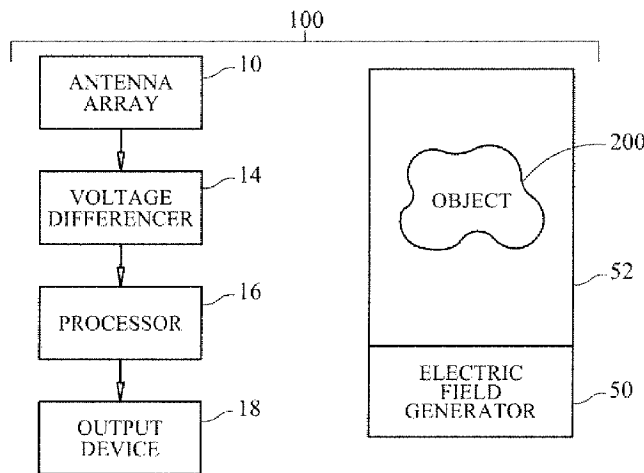 100
ANTENNA
ARRAY
10
VOLTAGE
DIFFERENCER
14
PROCESSOR
16
OUTPUT
DEVICE
18
OBJECT
200
52
ELECTRIC
FIELD
GENERATOR
50